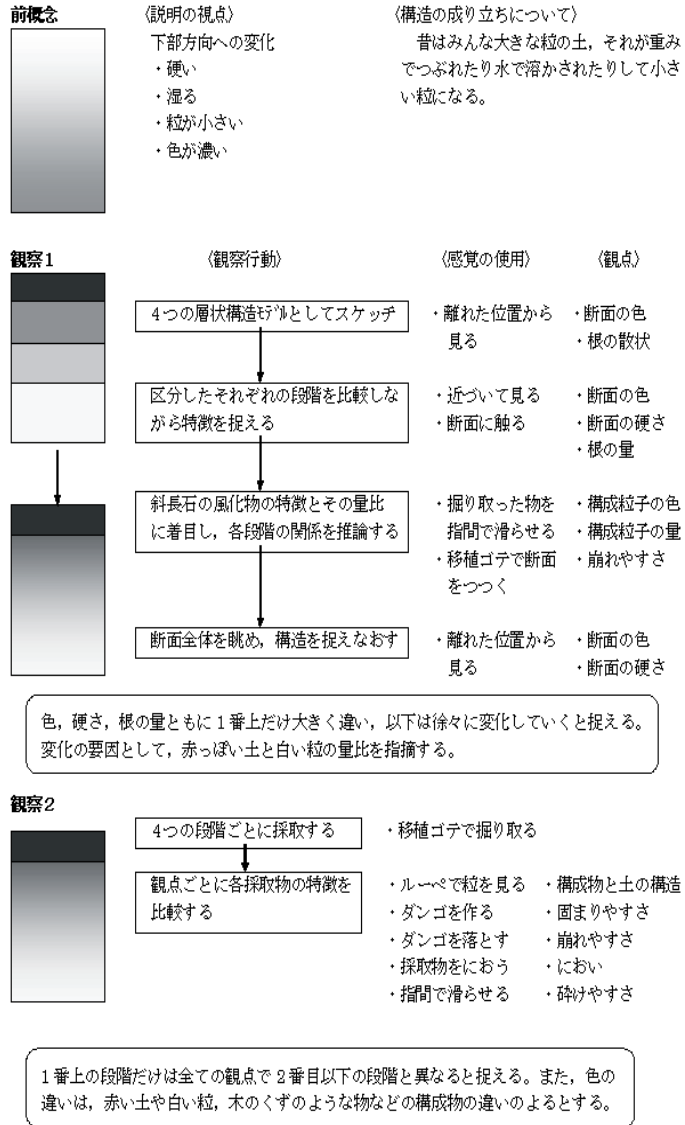 前概念
〈説明の視点〉
下部方向への変化
・硬い
・湿る
・粒が小さい
・色が濃い
〈構造の成り立ちについて〉
昔はみんな大きな粒の土，それが重み
でつぶれたり水で溶かされたりして小さ
い粒になる。
観察1
〈観察行動〉
〈感覚の使用〉
〈観点〉
4つの層状構造ﾓﾃﾞﾙとしてスケッチ
・離れた位置から
見る
・断面の色
・根の散状
区分したそれぞれの段階を比較しな
がら特徴を捉える
・近づいて見る
・断面に触る
・断面の色
・断面の硬さ
・根の量
斜長石の風化物の特徴とその量比
に着目し，各段階の関係を推論する
・掘り取った物を
指間で滑らせる
・移植ゴテで断面
をつつく
・構成粒子の色
・構成粒子の量
・崩れやすさ
断面全体を眺め，構造を捉えなおす
・離れた位置から
見る
・断面の色
・断面の硬さ
色，硬さ，根の量ともに1番上だけ大きく違い，以下は徐々に変化していくと捉える。
変化の要因として，赤っぽい土と白い粒の量比を指摘する。
観察2
4つの段階ごとに採取する
・移植ゴテで掘り取る
観点ごとに各採取物の特徴を
比較する
・ルーペで粒を見る
・ダンゴを作る
・ダンゴを落とす
・採取物をにおう
・指間で滑らせる
・構成物と土の構造
・固まりやすさ
・崩れやすさ
・におい
・砕けやすさ
1番上の段階だけは全ての観点で2番目以下の段階と異なると捉える。また，色の
違いは，赤い土や白い粒，木のくずのような物などの構成物の違いのよるとする。